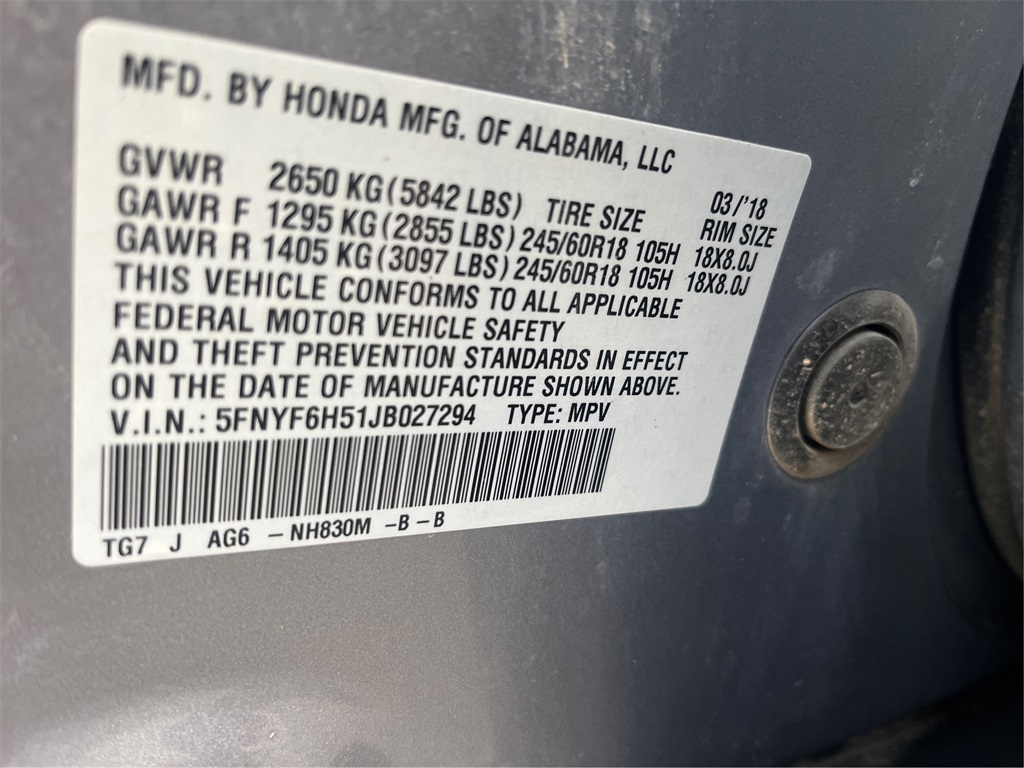 MFD. BY HONDA MFG. OF ALABAMA, LLC
03/'18
GVWR 2650 KG(5842 LBS) TIRE SIZE RIM SIZE
GAWR F 1295 KG(2855 LBS) 245/60R18 105H 18X8.0J
GAWR R 1405 KG(3097 LBS) 245/60R18 105H 18X8.0J
THIS VEHICLE CONFORMS TO ALL APPLICABLE
FEDERAL MOTOR VEHICLE SAFETY
AND THEFT PREVENTION STANDARDS IN EFFECT
ON THE DATE OF MANUFACTURE SHOWN ABOVE.
V.I.N.: 5FNYF6H51JB027294 TYPE: MPV
TG7 J AG6 –NH830M –B–B